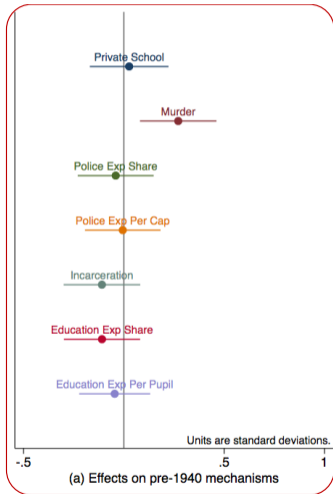 Private School
Murder
Police Exp Share
Police Exp Per Cap
Incarceration
Education Exp Share
Education Exp Per Pupil
Units are standard deviations.
-.5 0 .5 1
(a) Effects on pre-1940 mechanisms